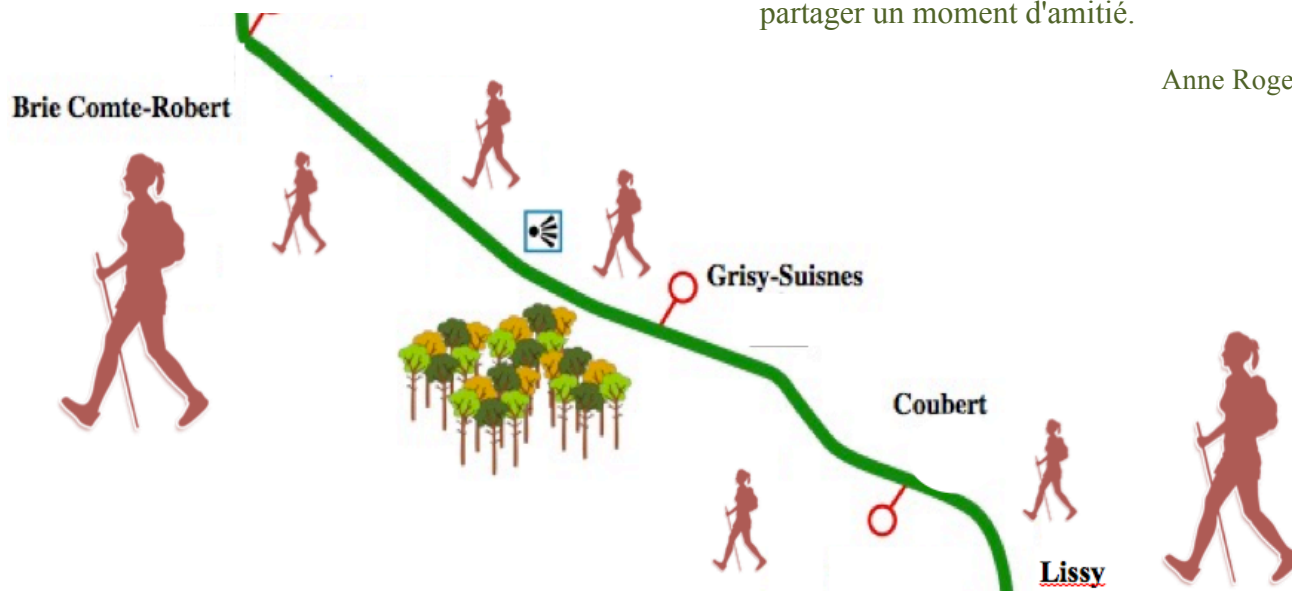 partager un moment d'amitié.
Anne Roge
Brie Comte-Robert
Grisy-Suisnes
Coubert
Lissy